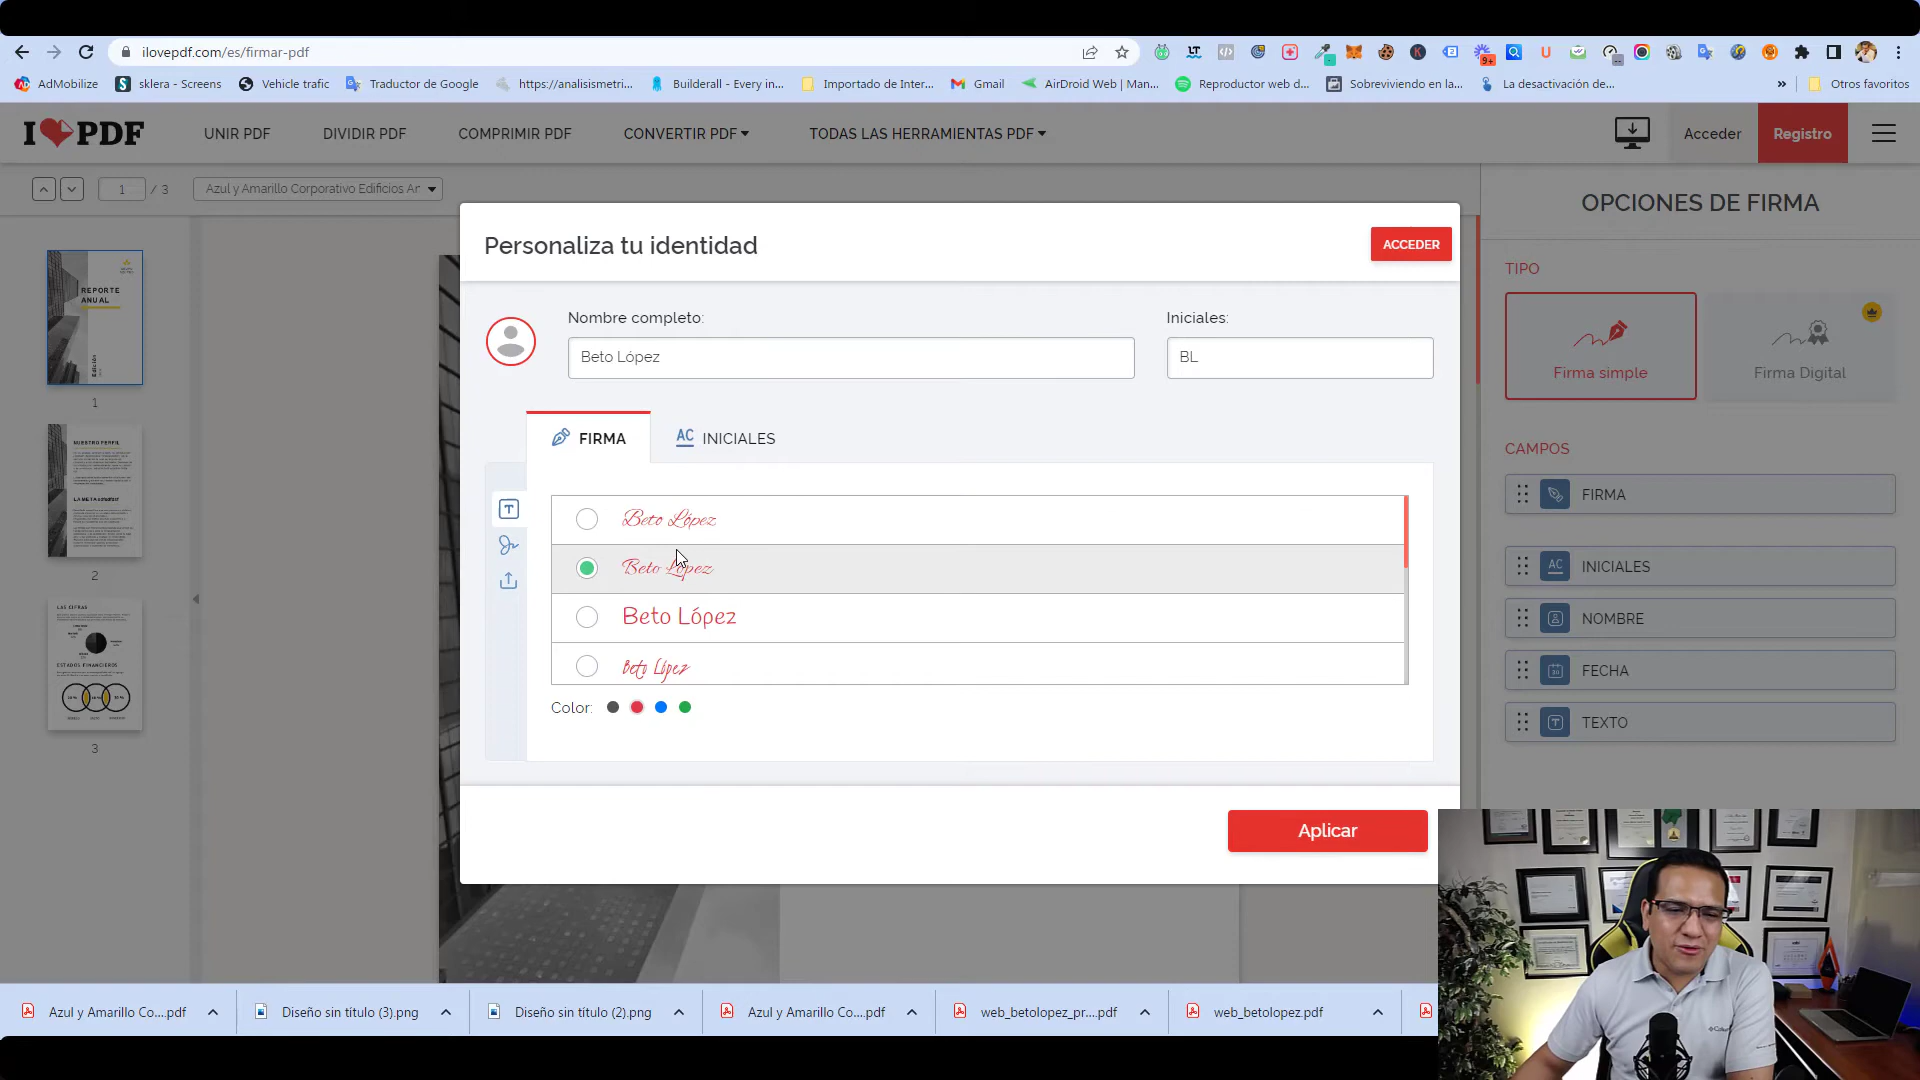 ilovepdf.com/es/firmar-pdf
9+
AdMobilize
sklera - Screens
Vehicle trafic
Traductor de Google
https://analisismetri...
Builderall - Every in...
Importado de Inter...
Gmail
AirDroid Web | Man...
Reproductor web d...
Sobreviviendo en la...
La desactivación de...
»
Otros favoritos
I PDF
UNIR PDF
DIVIDIR PDF
COMPRIMIR PDF
CONVERTIR PDF
TODAS LAS HERRAMIENTAS PDF
Acceder
Registro
1 / 3
Azul y Amarillo Corporativo Edificios Ar
OPCIONES DE FIRMA
Personaliza tu identidad
ACCEDER
TIPO
Firma simple
Firma Digital
Nombre completo:
Beto López
Iniciales:
BL
REPORTE
ANUAL
Edición
1
FIRMA
AC INICIALES
CAMPOS
FIRMA
AC INICIALES
NOMBRE
FECHA
T TEXTO
NUESTRO PERFIL
2
T
Beto López
Beto López
Beto López
Beto López
Color:
LAS CIFRAS
ESTADOS FINANCIEROS
3
Aplicar
Azul y Amarillo Co....pdf
Diseño sin título (3).png
Diseño sin título (2).png
Azul y Amarillo Co....pdf
web_betolopez_pr....pdf
web_betolopez.pdf